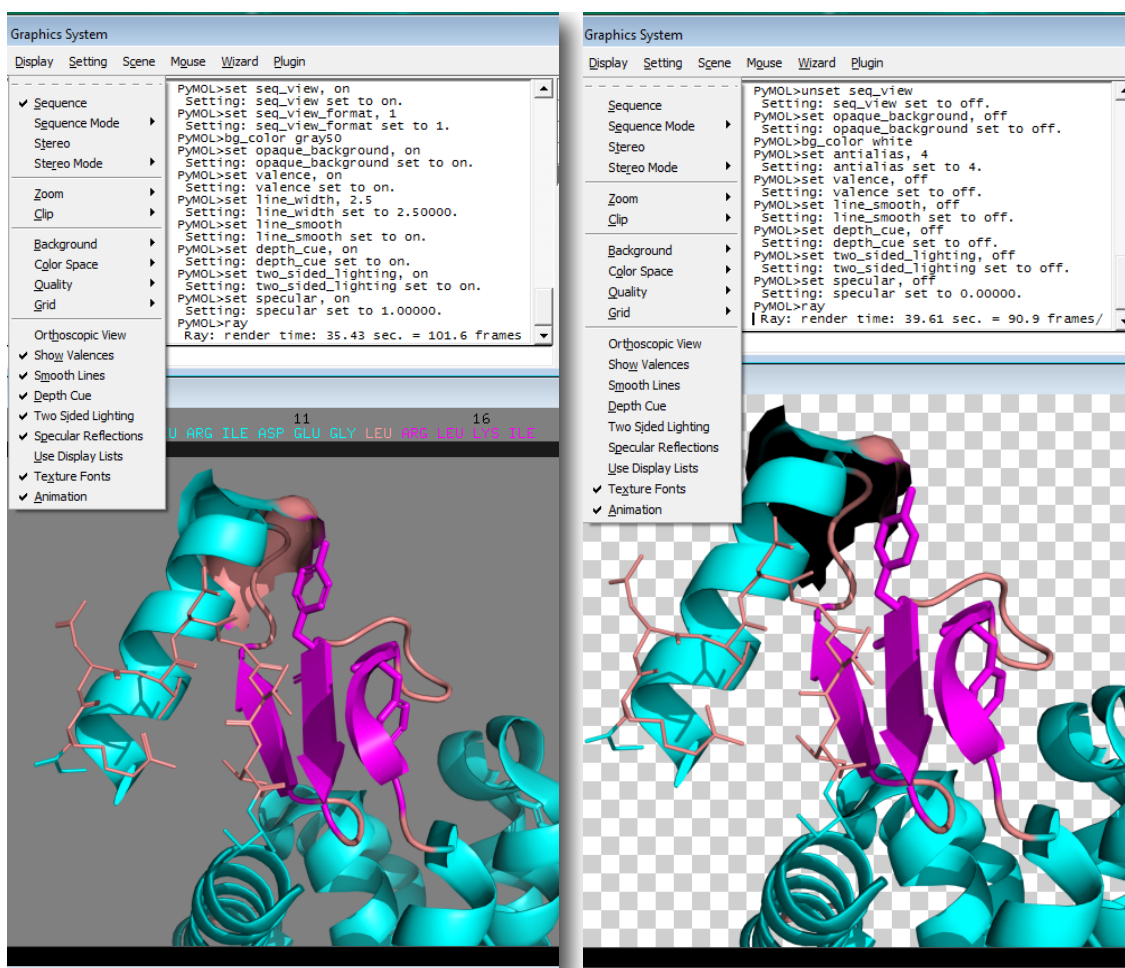 Graphics System
Display Setting Scene Mouse Wizard Plugin
Sequence
Sequence Mode
Stereo
Stereo Mode
Zoom
Clip
Background
Color Space
Quality
Grid
Orthoscopic View
Show Valences
Smooth Lines
Depth Cue
Two Sided Lighting
Specular Reflections
Use Display Lists
Texture Fonts
Animation
PyMOL>set seq_view, on
Setting: seq_view set to on.
PyMOL>set seq_view_format, 1
Setting: seq_view_format set to 1.
PyMOL>bg_color gray50
PyMOL>set opaque_background, on
Setting: opaque_background set to on.
PyMOL>set valence, on
Setting: valence set to on.
PyMOL>set line_width, 2.5
Setting: line_width set to 2.50000.
PyMOL>set line_smooth
Setting: line_smooth set to on.
PyMOL>set depth_cue, on
Setting: depth_cue set to on.
PyMOL>set two_sided_lighting, on
Setting: two_sided_lighting set to on.
PyMOL>set specular, on
Setting: specular set to 1.00000.
PyMOL>ray
Ray: render time: 35.43 sec. = 101.6 frames
11 16
U ARG ILE ASP GLU GLY LEU ARG LEU LYS ILE
Graphics System
Display Setting Scene Mouse Wizard Plugin
Sequence
Sequence Mode
Stereo
Stereo Mode
Zoom
Clip
Background
Color Space
Quality
Grid
Orthoscopic View
Show Valences
Smooth Lines
Depth Cue
Two Sided Lighting
Specular Reflections
Use Display Lists
Texture Fonts
Animation
PyMOL>unset seq_view
Setting: seq_view set to off.
PyMOL>set opaque_background, off
Setting: opaque_background set to off.
PyMOL>bg_color white
PyMOL>set antialias, 4
Setting: antialias set to 4.
PyMOL>set valence, off
Setting: valence set to off.
PyMOL>set line_smooth, off
Setting: line_smooth set to off.
PyMOL>set depth_cue, off
Setting: depth_cue set to off.
PyMOL>set two_sided_lighting, off
Setting: two_sided_lighting set to off.
PyMOL>set specular, off
Setting: specular set to 0.00000.
PyMOL>ray
Ray: render time: 39.61 sec. = 90.9 frames/